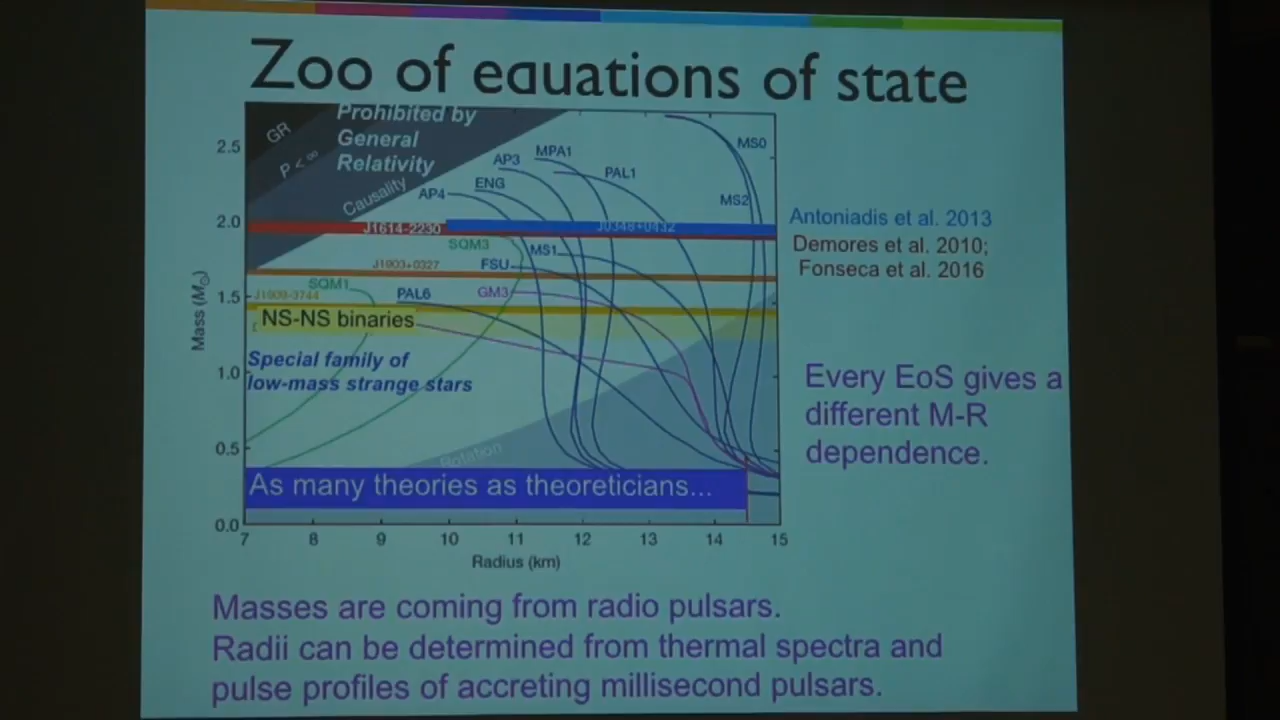 Zoo of equations of state
Prohibited by
General
Relativity
GR
P < ∞
Causality
AP4
ENG
AP3
MPA1
PAL1
MS0
MS2
J1614-2230
J0348+0432
SQM3
MS1
J1903+0327
FSU
SQM1
J1909-3744
PAL6
GM3
NS-NS binaries
Special family of
low-mass strange stars
Rotation
As many theories as theoreticians...
2.5
2.0
1.5
1.0
0.5
0.0
Mass (M⊙)
7 8 9 10 11 12 13 14 15
Radius (km)
Antoniadis et al. 2013
Demores et al. 2010;
Fonseca et al. 2016
Every EoS gives a
different M-R
dependence.
Masses are coming from radio pulsars.
Radii can be determined from thermal spectra and
pulse profiles of accreting millisecond pulsars.